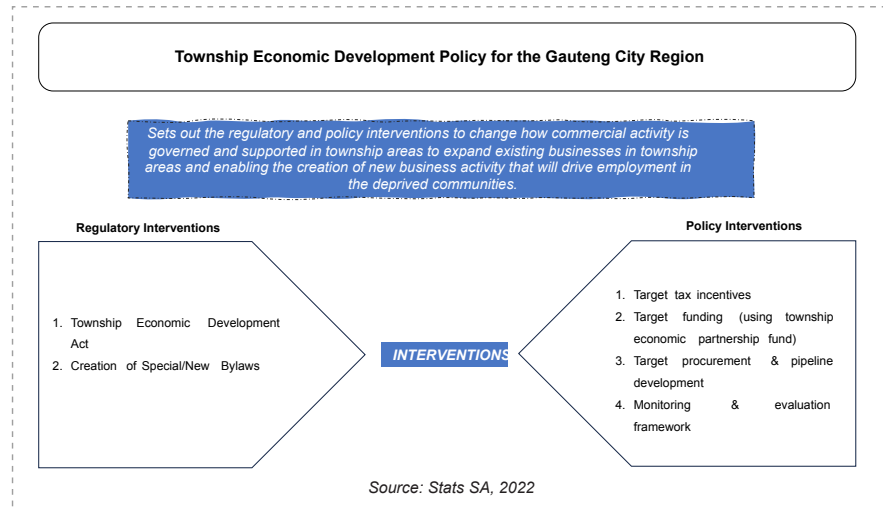 Township Economic Development Policy for the Gauteng City Region
Sets out the regulatory and policy interventions to change how commercial activity is
governed and supported in township areas to expand existing businesses in township
areas and enabling the creation of new business activity that will drive employment in
the deprived communities.
Regulatory Interventions
1. Township Economic Development
Act
2. Creation of Special/New Bylaws
INTERVENTIONS
Policy Interventions
1. Target tax incentives
2. Target funding (using township
economic partnership fund)
3. Target procurement & pipeline
development
4. Monitoring & evaluation
framework
Source: Stats SA, 2022